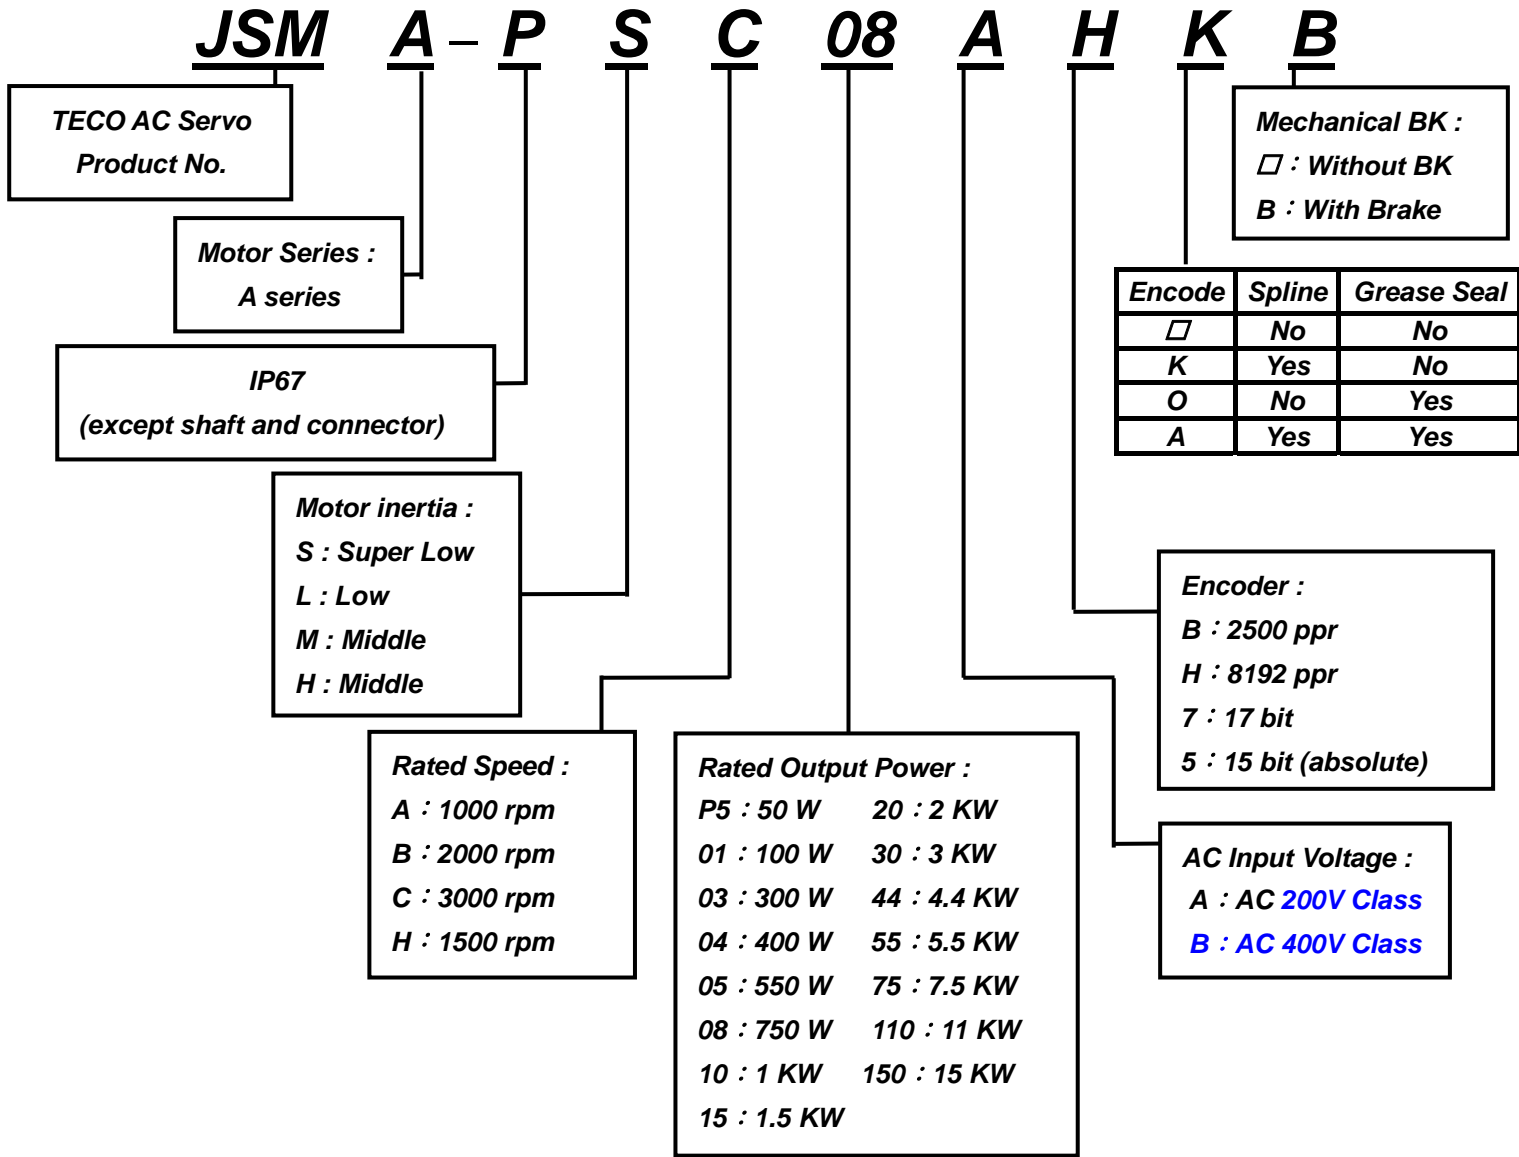 JSM A – P S C 08 A H K B
TECO AC Servo
Product No.
Mechanical BK :
□：Without BK
B：With Brake
Motor Series :
A series
Encode Spline Grease Seal
□ No No
K Yes No
O No Yes
A Yes Yes
IP67
(except shaft and connector)
Motor inertia :
S : Super Low
L : Low
M : Middle
H : Middle
Encoder :
B：2500 ppr
H：8192 ppr
7：17 bit
5：15 bit (absolute)
Rated Speed :
A：1000 rpm
B：2000 rpm
C：3000 rpm
H：1500 rpm
Rated Output Power :
P5：50 W 20：2 KW
01：100 W 30：3 KW
03：300 W 44：4.4 KW
04：400 W 55：5.5 KW
05：550 W 75：7.5 KW
08：750 W 110：11 KW
10：1 KW 150：15 KW
15：1.5 KW
AC Input Voltage :
A：AC 200V Class
B：AC 400V Class